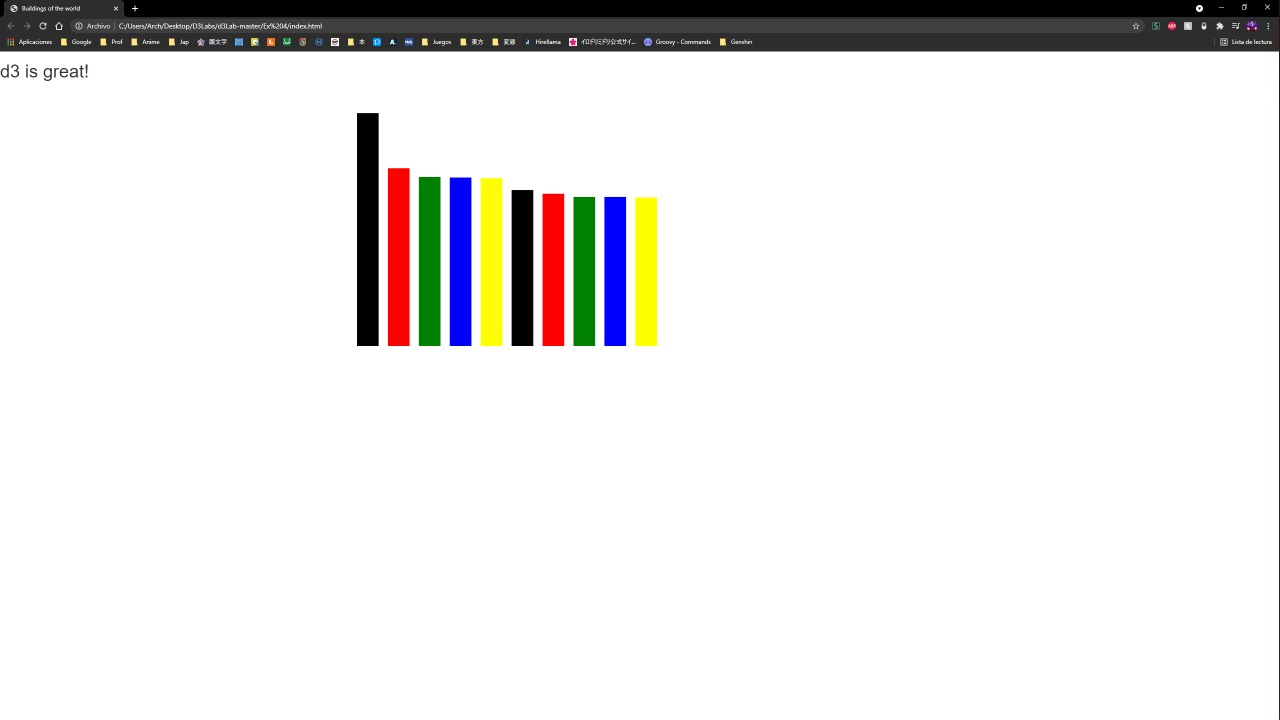 Buildings of the world
Archivo C:/Users/Arch/Desktop/D3Labs/d3Lab-master/Ex%204/index.html
Aplicaciones Google Prof Anime Jap 顔文字 本 Juegos 東方 変態 Hirellama イロドリミドリ公式サイ... Groovy - Commands Genshin Lista de lectura
d3 is great!